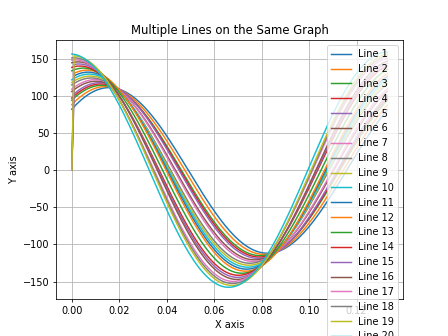 Multiple Lines on the Same Graph
Y axis
150
100
50
0
−50
−100
−150
0.00
0.02
0.04
0.06
0.08
0.10
X axis
Line 1
Line 2
Line 3
Line 4
Line 5
Line 6
Line 7
Line 8
Line 9
Line 10
Line 11
Line 12
Line 13
Line 14
Line 15
Line 16
Line 17
Line 18
Line 19
Line 20